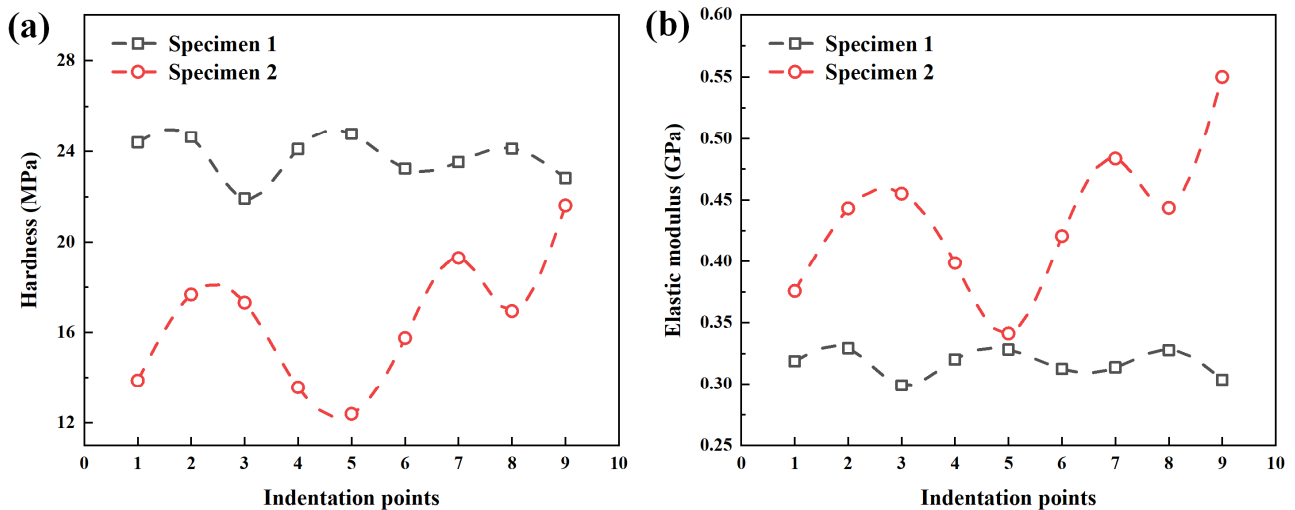 (a)
Specimen 1
Specimen 2
Hardness (MPa)
28
24
20
16
12
0 1 2 3 4 5 6 7 8 9 10
Indentation points
(b)
Specimen 1
Specimen 2
Elastic modulus (GPa)
0.60
0.55
0.50
0.45
0.40
0.35
0.30
0.25
0 1 2 3 4 5 6 7 8 9 10
Indentation points